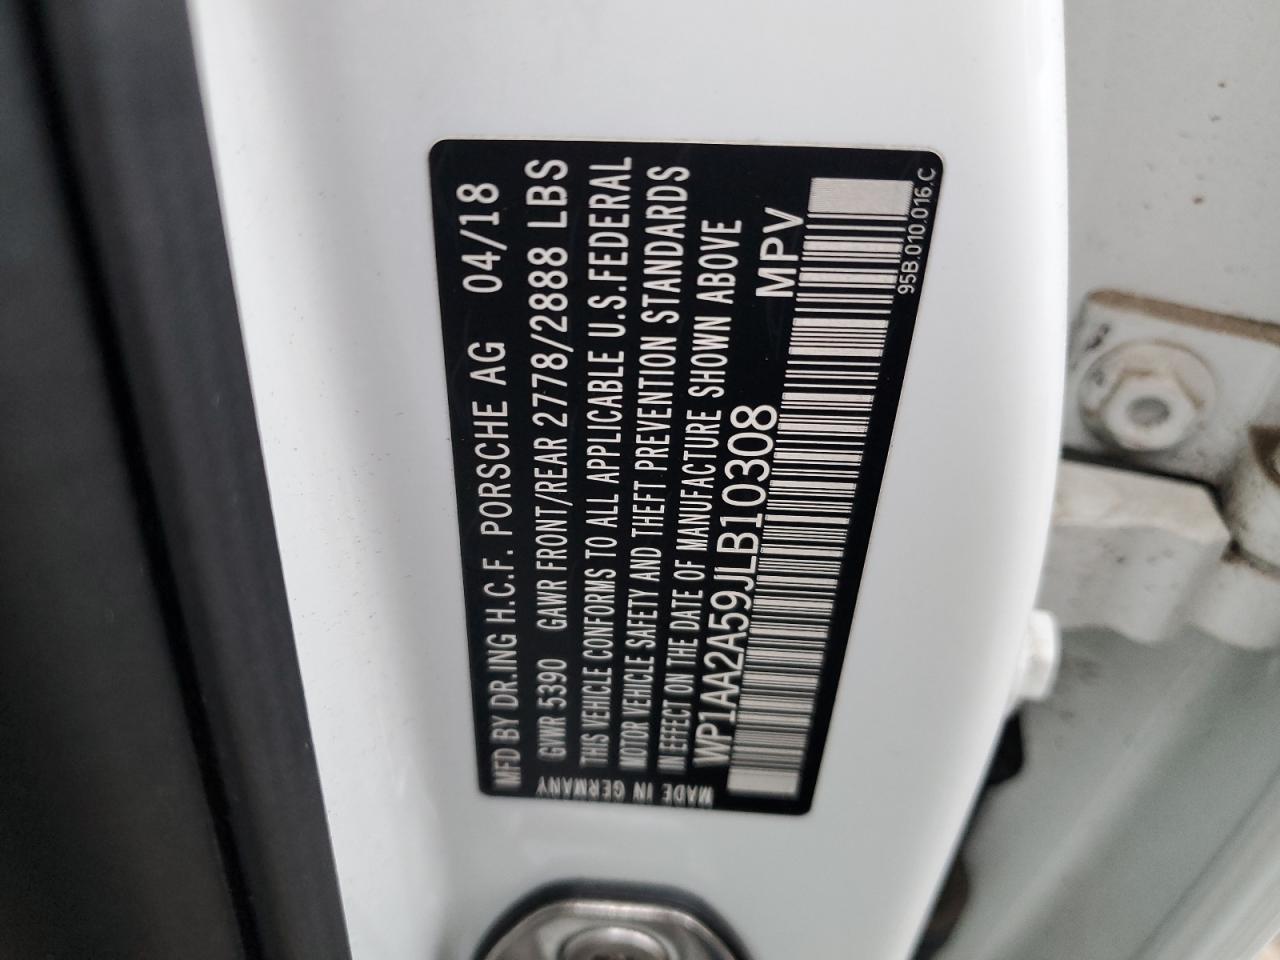 MFD BY DR.ING H.C.F. PORSCHE AG 04/18
GVWR 5390 GAWR FRONT/REAR 2778/2888 LBS
THIS VEHICLE CONFORMS TO ALL APPLICABLE U.S.FEDERAL
MOTOR VEHICLE SAFETY AND THEFT PREVENTION STANDARDS
IN EFFECT ON THE DATE OF MANUFACTURE SHOWN ABOVE
WP1AA2A59JLB10308 MPV
95B.010.016.C
MADE IN GERMANY